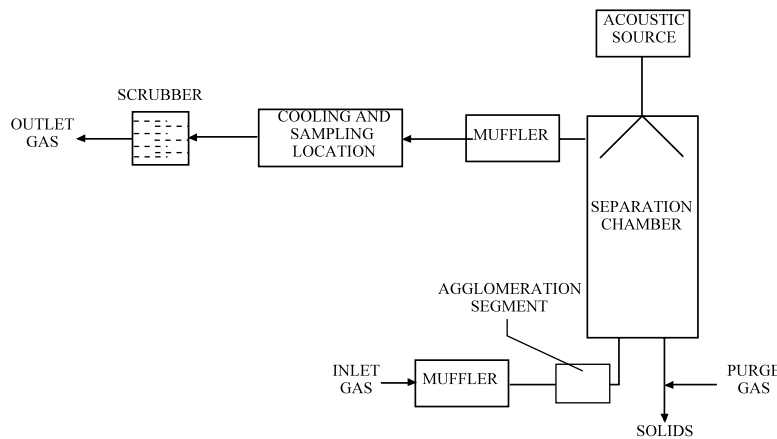 ACOUSTIC
SOURCE
SCRUBBER
OUTLET
GAS
COOLING AND
SAMPLING
LOCATION
MUFFLER
SEPARATION
CHAMBER
AGGLOMERATION
SEGMENT
INLET
GAS
MUFFLER
PURGE
GAS
SOLIDS